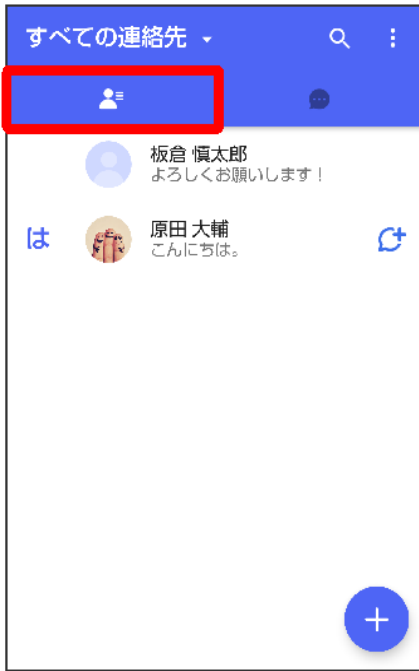 すべての連絡先
板倉 慎太郎
よろしくお願いします！
は
原田 大輔
こんにちは。